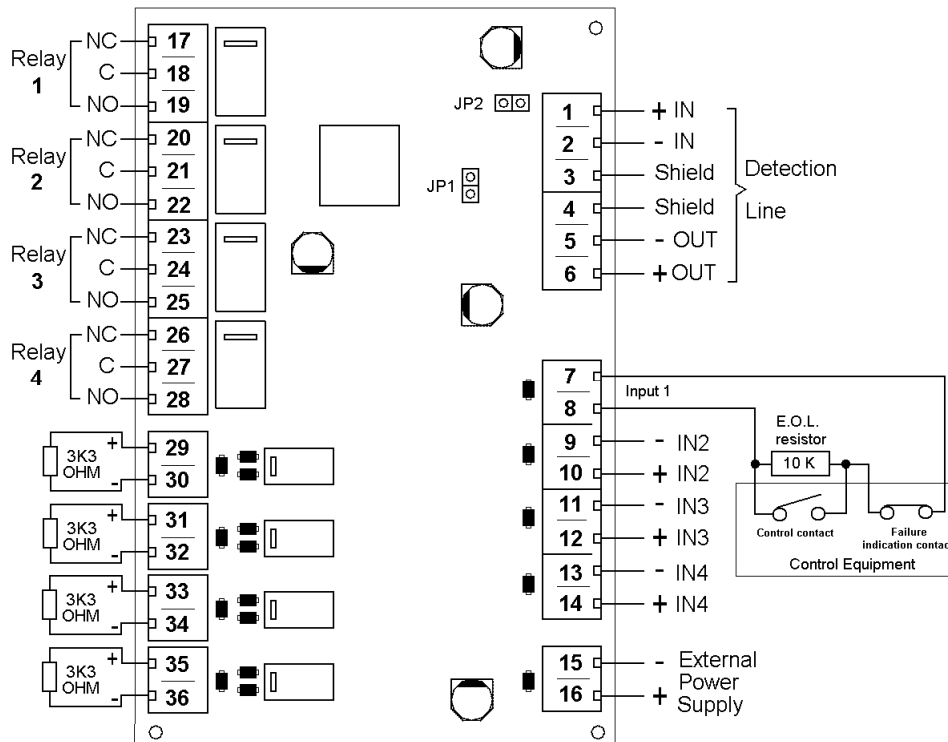 Relay
1
NC
C
NO
17
18
19
Relay
2
NC
C
NO
20
21
22
Relay
3
NC
C
NO
23
24
25
Relay
4
NC
C
NO
26
27
28
3K3
OHM
+
-
29
30
3K3
OHM
+
-
31
32
3K3
OHM
+
-
33
34
3K3
OHM
+
-
35
36
JP2
JP1
1 + IN
2 - IN
3 Shield
4 Shield
5 - OUT
6 + OUT
Detection
Line
7
8
Input 1
9 - IN2
10 + IN2
11 - IN3
12 + IN3
13 - IN4
14 + IN4
15 -
16 +
External
Power
Supply
E.O.L.
resistor
10 K
Control contact
Failure
indication contac
Control Equipment